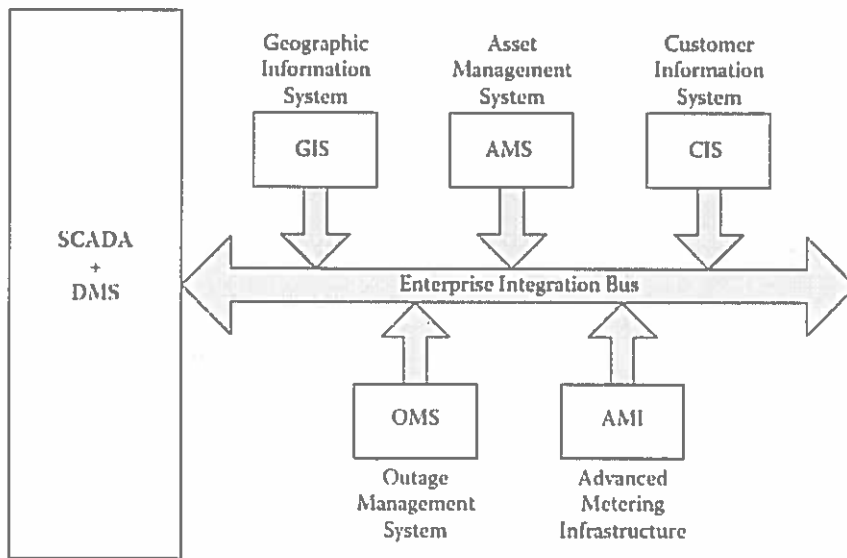 Geographic
Information
System
Asset
Management
System
Customer
Information
System
GIS
AMS
CIS
SCADA
+
DMS
Enterprise Integration Bus
OMS
AMI
Outage
Management
System
Advanced
Metering
Infrastructure